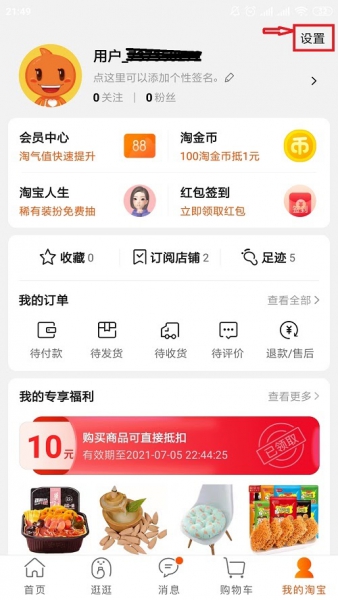 21:43
设置
用户_
点这里可以添加个性签名。
0关注 | 0粉丝
会员中心
淘气值快速提升
88
淘金币
100淘金币抵1元
币
淘宝人生
稀有装扮免费抽
红包签到
立即领取红包
收藏 0
订阅店铺 2
足迹 5
我的订单
查看全部 >
待付款
待发货
待收货
待评价
退款/售后
我的专享福利
查看更多 >
10元
购买商品可直接抵扣
有效期至2021-07-05 22:44:25
已领取
首页
逛逛
消息
购物车
我的淘宝